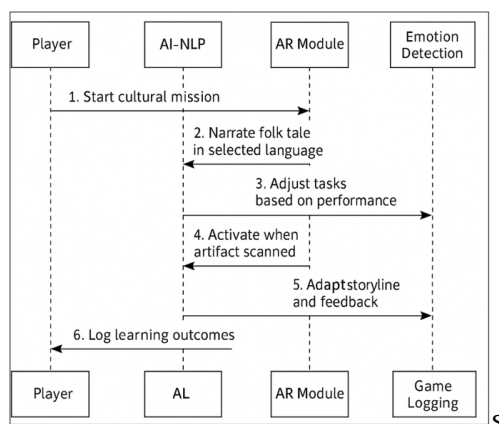 Player
AI-NLP
AR Module
Emotion
Detection
1. Start cultural mission
2. Narrate folk tale
in selected language
3. Adjust tasks
based on performance
4. Activate when
artifact scanned
5. Adaptstoryline
and feedback
6. Log learning outcomes
Player
AL
AR Module
Game
Logging
s